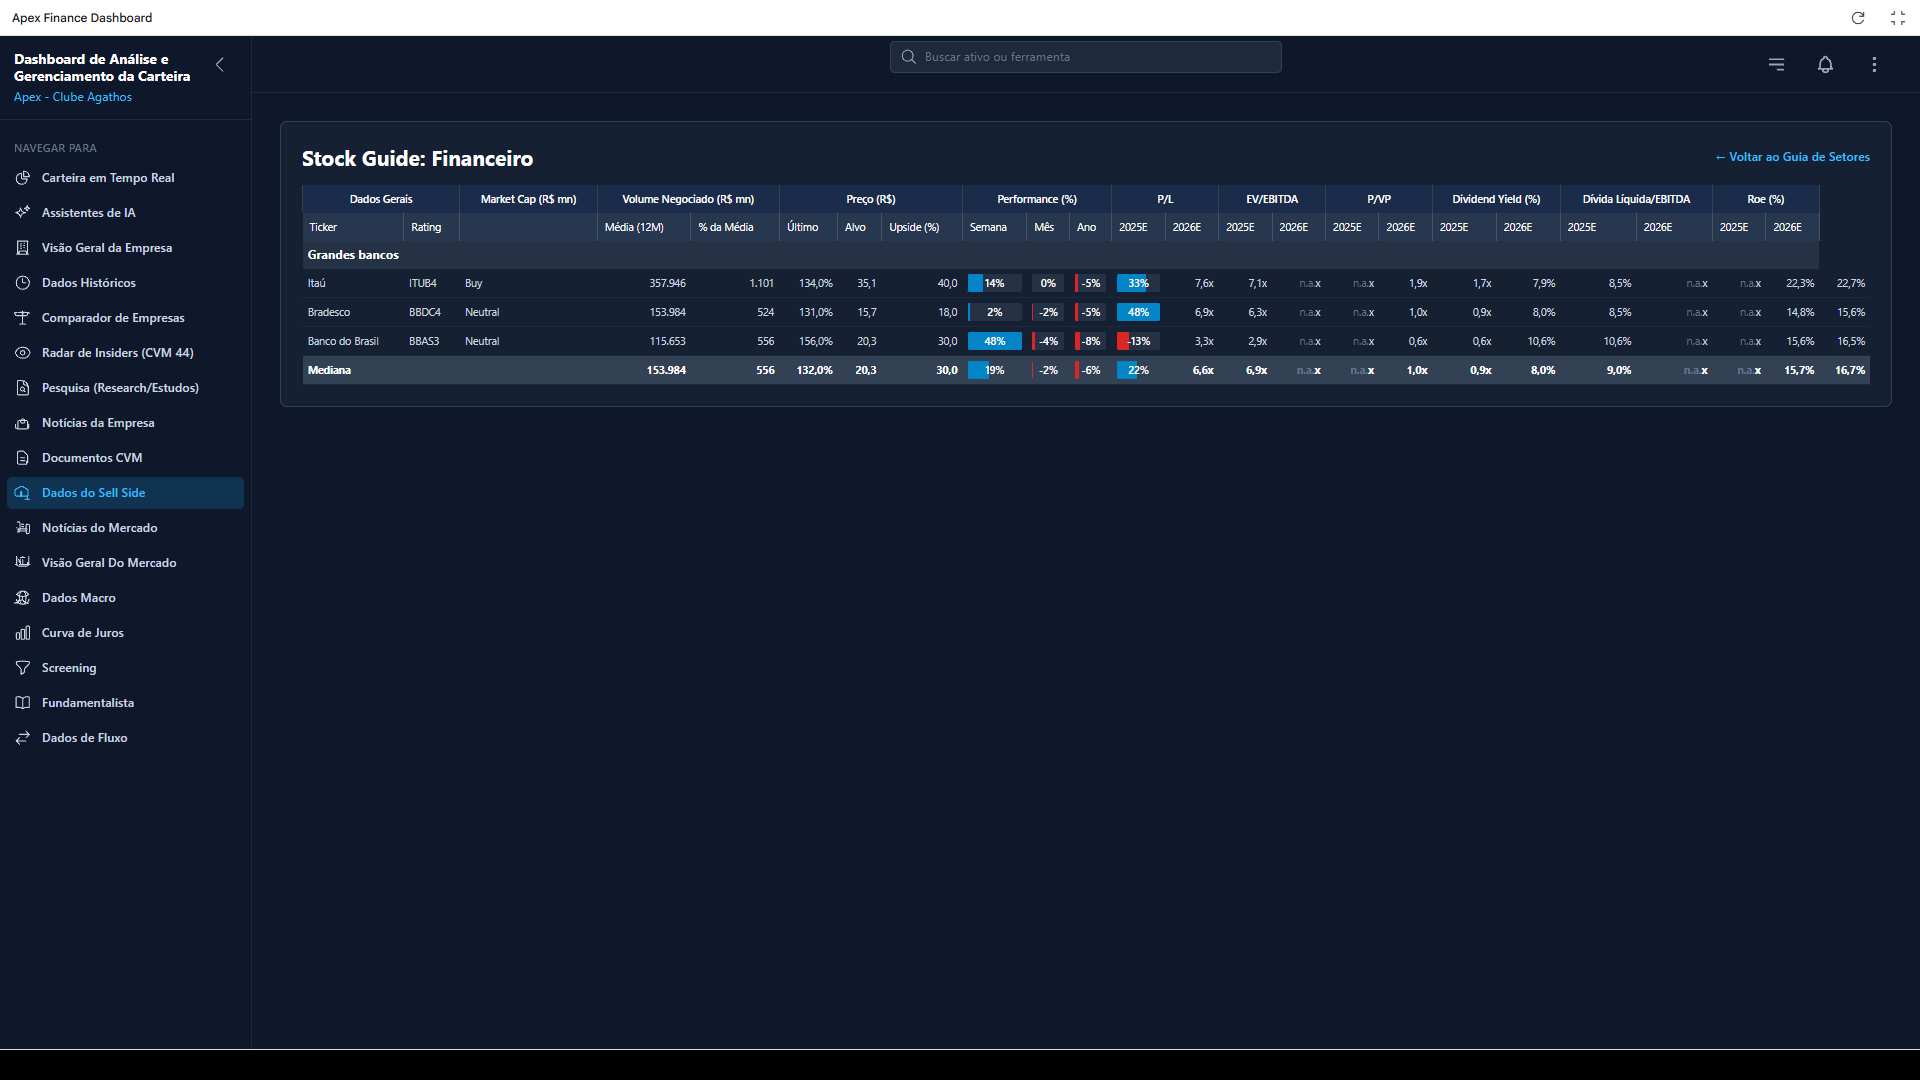 Apex Finance Dashboard
Dashboard de Análise e
Gerenciamento da Carteira
Apex - Clube Agathos
Buscar ativo ou ferramenta
NAVEGAR PARA
Carteira em Tempo Real
Assistentes de IA
Visão Geral da Empresa
Dados Históricos
Comparador de Empresas
Radar de Insiders (CVM 44)
Pesquisa (Research/Estudos)
Notícias da Empresa
Documentos CVM
Dados do Sell Side
Notícias do Mercado
Visão Geral Do Mercado
Dados Macro
Curva de Juros
Screening
Fundamentalista
Dados de Fluxo
Stock Guide: Financeiro
← Voltar ao Guia de Setores
Dados Gerais Market Cap (R$ mn) Volume Negociado (R$ mn) Preço (R$) Performance (%) P/L EV/EBITDA P/VP Dividend Yield (%) Dívida Líquida/EBITDA Roe (%)
Ticker Rating Média (12M) % da Média Último Alvo Upside (%) Semana Mês Ano 2025E 2026E 2025E 2026E 2025E 2026E 2025E 2026E 2025E 2026E 2025E 2026E
Grandes bancos
Itaú ITUB4 Buy 357.946 1.101 134,0% 35,1 40,0 14% 0% -5% 33% 7,6x 7,1x n.a.x n.a.x 1,9x 1,7x 7,9% 8,5% n.a.x n.a.x 22,3% 22,7%
Bradesco BBDC4 Neutral 153.984 524 131,0% 15,7 18,0 2% -2% -5% 48% 6,9x 6,3x n.a.x n.a.x 1,0x 0,9x 8,0% 8,5% n.a.x n.a.x 14,8% 15,6%
Banco do Brasil BBAS3 Neutral 115.653 556 156,0% 20,3 30,0 48% -4% -8% -13% 3,3x 2,9x n.a.x n.a.x 0,6x 0,6x 10,6% 10,6% n.a.x n.a.x 15,6% 16,5%
Mediana 153.984 556 132,0% 20,3 30,0 19% -2% -6% 22% 6,6x 6,9x n.a.x n.a.x 1,0x 0,9x 8,0% 9,0% n.a.x n.a.x 15,7% 16,7%